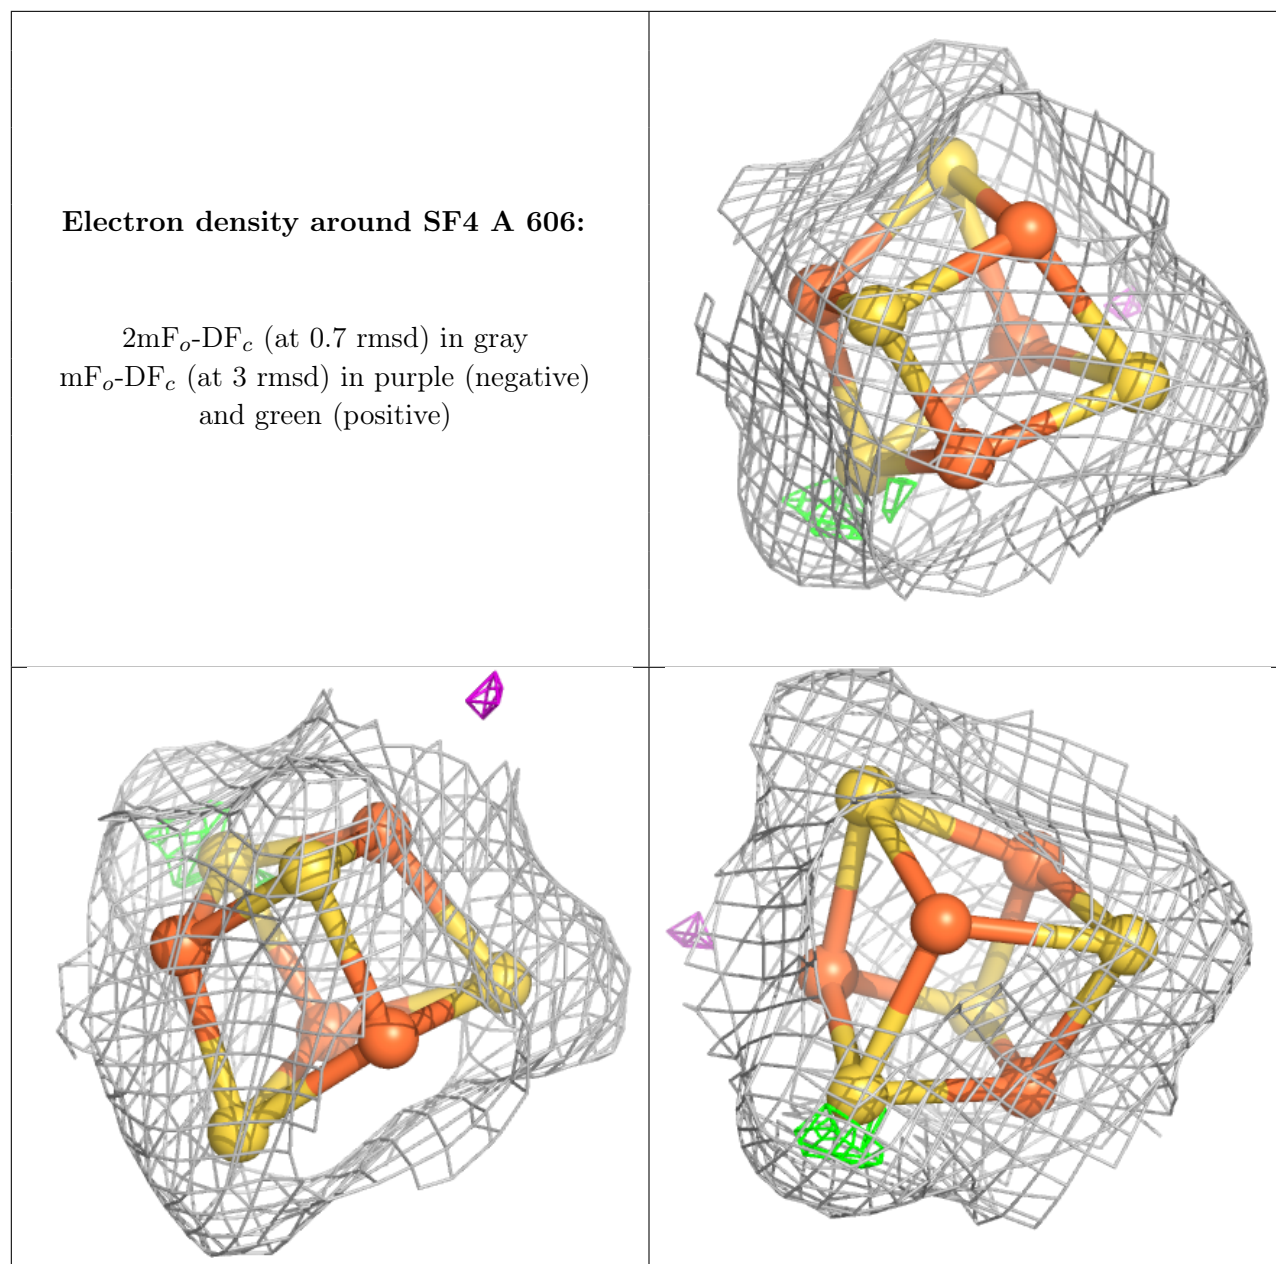 Electron density around SF4 A 606:
2mFo-DFc (at 0.7 rmsd) in gray
mFo-DFc (at 3 rmsd) in purple (negative)
and green (positive)